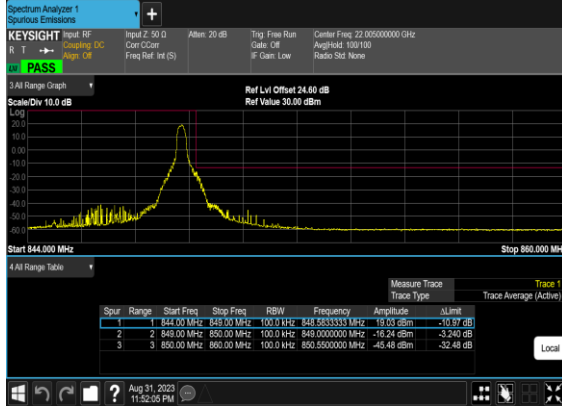 Spectrum Analyzer 1
Spurious Emissions
+
KEYSIGHT Input: RF Input Z: 50 Ω Atten: 20 dB Trig: Free Run Center Freq: 22.005000000 GHz
R T Coupling: DC Corr CCorr Gate: Off Avg|Hold: 100/100
Align: Off Freq Ref: Int (S) IF Gain: Low Radio Std: None
PASS
3 All Range Graph
Ref Lvl Offset 24.60 dB
Scale/Div 10.0 dB Ref Value 30.00 dBm
Log
20.0
10.0
0.00
-10.0
-20.0
-30.0
-40.0
-50.0
-60.0
Start 844.000 MHz Stop 860.000 MH
4 All Range Table
Measure Trace Trace 1
Trace Type Trace Average (Active)
Spur Range Start Freq Stop Freq RBW Frequency Amplitude ΔLimit
1 1 844.00 MHz 849.00 MHz 100.0 kHz 848.5833333 MHz 19.03 dBm -10.97 dB
2 2 849.00 MHz 850.00 MHz 100.0 kHz 849.0000000 MHz -16.24 dBm -3.240 dB
3 3 850.00 MHz 860.00 MHz 100.0 kHz 850.5500000 MHz -45.48 dBm -32.48 dB
Local
? Aug 31, 2023
11:52:05 PM